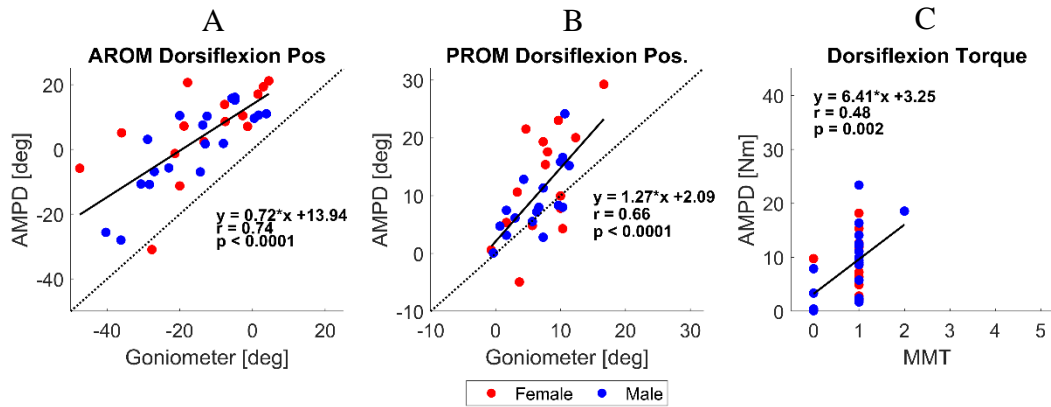 A
B
C
AROM Dorsiflexion Pos
PROM Dorsiflexion Pos.
Dorsiflexion Torque
AMPD [deg]
20
0
-20
-40
y = 0.72*x +13.94
r = 0.74
p < 0.0001
-40
-20
0
20
Goniometer [deg]
AMPD [deg]
30
20
10
0
-10
y = 1.27*x +2.09
r = 0.66
p < 0.0001
-10
0
10
20
30
Goniometer [deg]
AMPD [Nm]
40
30
20
10
0
y = 6.41*x +3.25
r = 0.48
p = 0.002
0
1
2
3
4
5
MMT
Female
Male